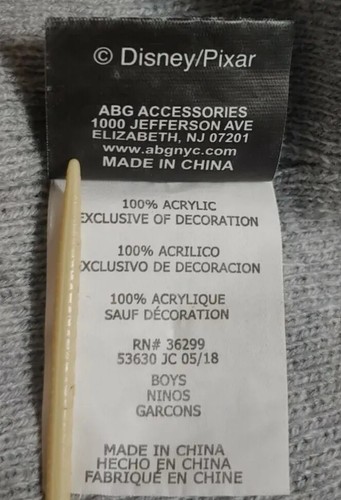 © Disney/Pixar
ABG ACCESSORIES
1000 JEFFERSON AVE
ELIZABETH, NJ 07201
www.abgnyc.com
MADE IN CHINA
100% ACRYLIC
EXCLUSIVE OF DECORATION
100% ACRILICO
EXCLUSIVO DE DECORACION
100% ACRYLIQUE
SAUF DÉCORATION
RN# 36299
53630 JC 05/18
BOYS
NINOS
GARCONS
MADE IN CHINA
HECHO EN CHINA
FABRIQUÉ EN CHINE